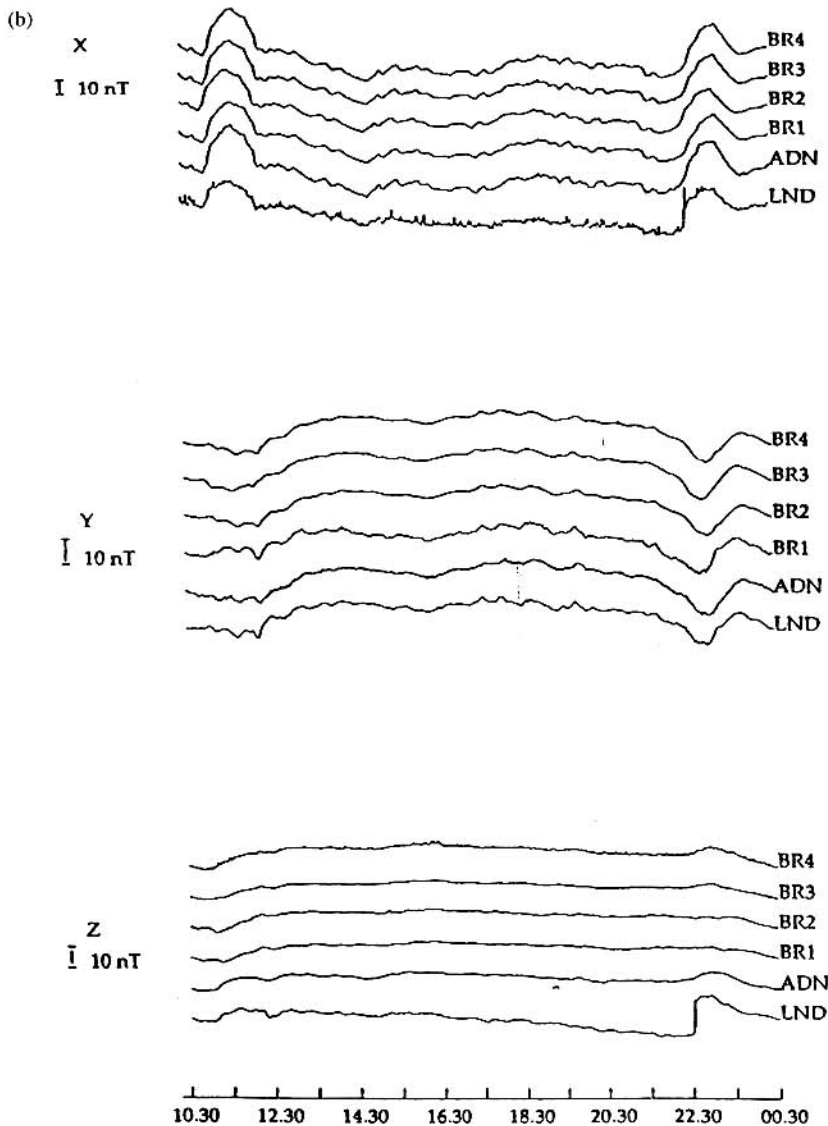 (b)
X
10 nT
BR4
BR3
BR2
BR1
ADN
LND
Y
10 nT
BR4
BR3
BR2
BR1
ADN
LND
Z
10 nT
BR4
BR3
BR2
BR1
ADN
LND
10.30 12.30 14.30 16.30 18.30 20.30 22.30 00.30